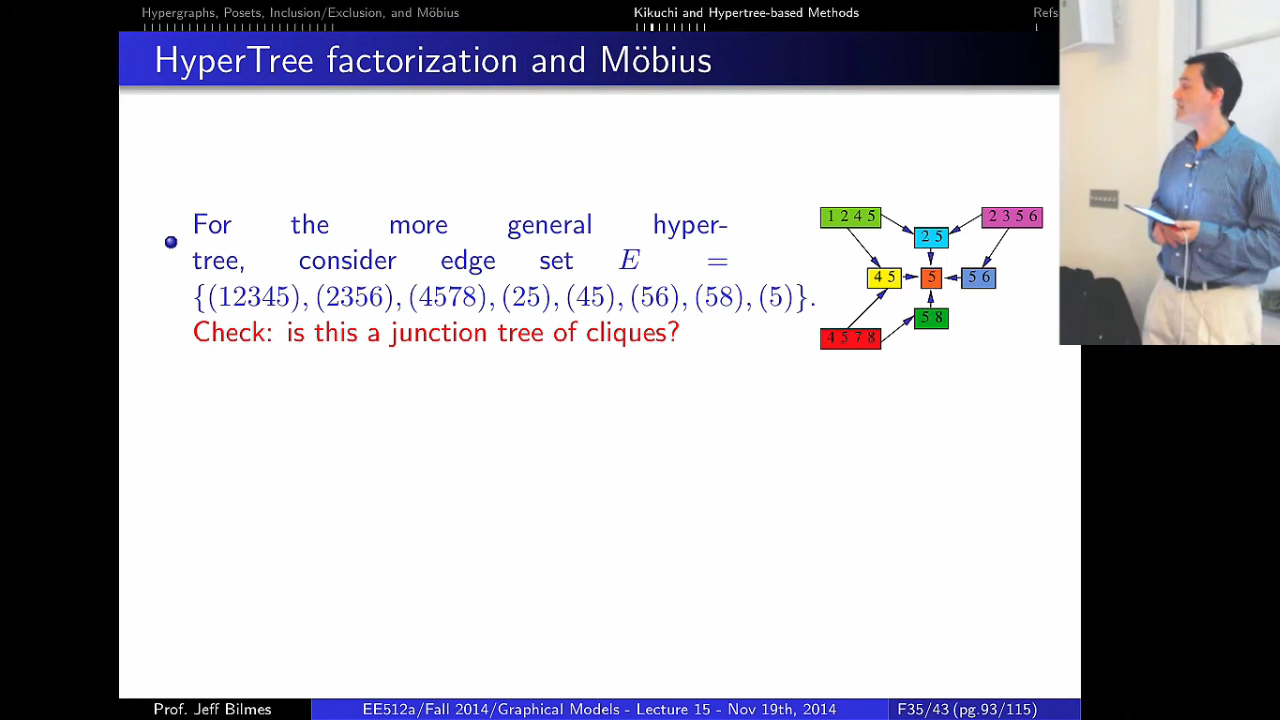 Hypergraphs, Posets, Inclusion/Exclusion, and Möbius Kikuchi and Hypertree-based Methods Refs
HyperTree factorization and Möbius
For the more general hyper-
tree, consider edge set E =
{(12345), (2356), (4578), (25), (45), (56), (58), (5)}.
Check: is this a junction tree of cliques?
1 2 4 5 2 3 5 6
2 5
4 5 5 5 6
5 8
4 5 7 8
Prof. Jeff Bilmes EE512a/Fall 2014/Graphical Models - Lecture 15 - Nov 19th, 2014 F35/43 (pg.93/115)